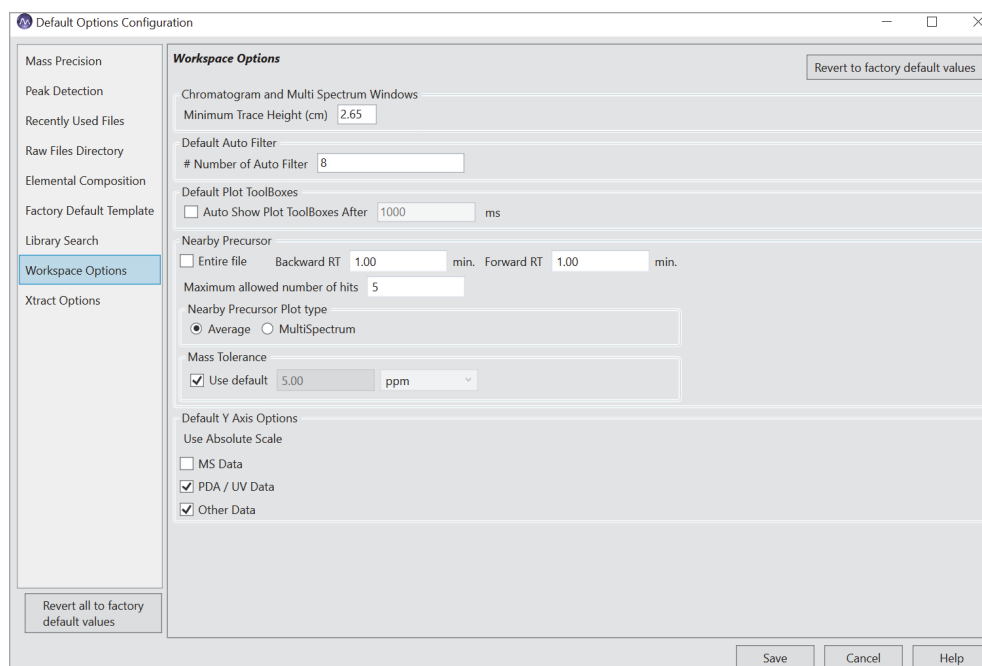 Default Options Configuration
Mass Precision
Peak Detection
Recently Used Files
Raw Files Directory
Elemental Composition
Factory Default Template
Library Search
Workspace Options
Xtract Options
Revert all to factory
default values
Workspace Options
Revert to factory default values
Chromatogram and Multi Spectrum Windows
Minimum Trace Height (cm) 2.65
Default Auto Filter
# Number of Auto Filter 8
Default Plot ToolBoxes
Auto Show Plot ToolBoxes After 1000 ms
Nearby Precursor
Entire file Backward RT 1.00 min. Forward RT 1.00 min.
Maximum allowed number of hits 5
Nearby Precursor Plot type
Average MultiSpectrum
Mass Tolerance
Use default 5.00 ppm
Default Y Axis Options
Use Absolute Scale
MS Data
PDA / UV Data
Other Data
Save Cancel Help